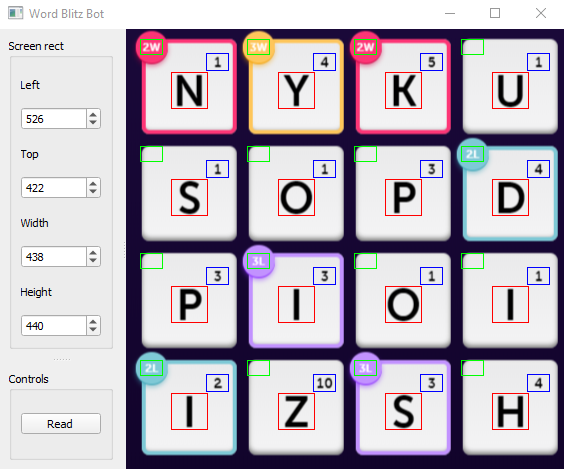 Word Blitz Bot
Screen rect
Left
526
Top
422
Width
438
Height
440
Controls
Read
2W 1 3W 4 2W 5 1
N Y K U
1 1 3 2L 4
S O P D
3 3L 3 1 1
P I O I
2L 2 10 3L 3 4
I Z S H